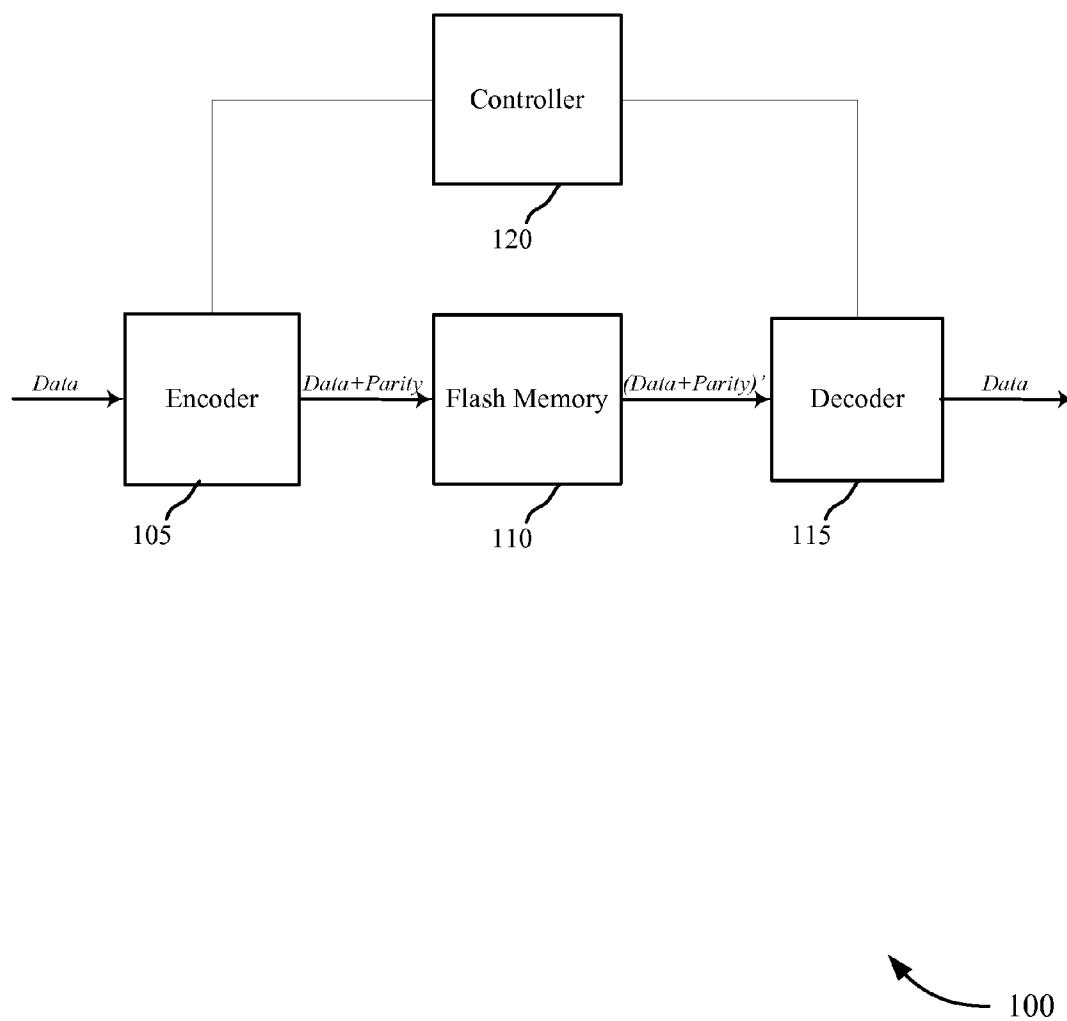 Controller
120
Data
Encoder
Data+Parity
Flash Memory
(Data+Parity)'
Decoder
Data
105
110
115
100